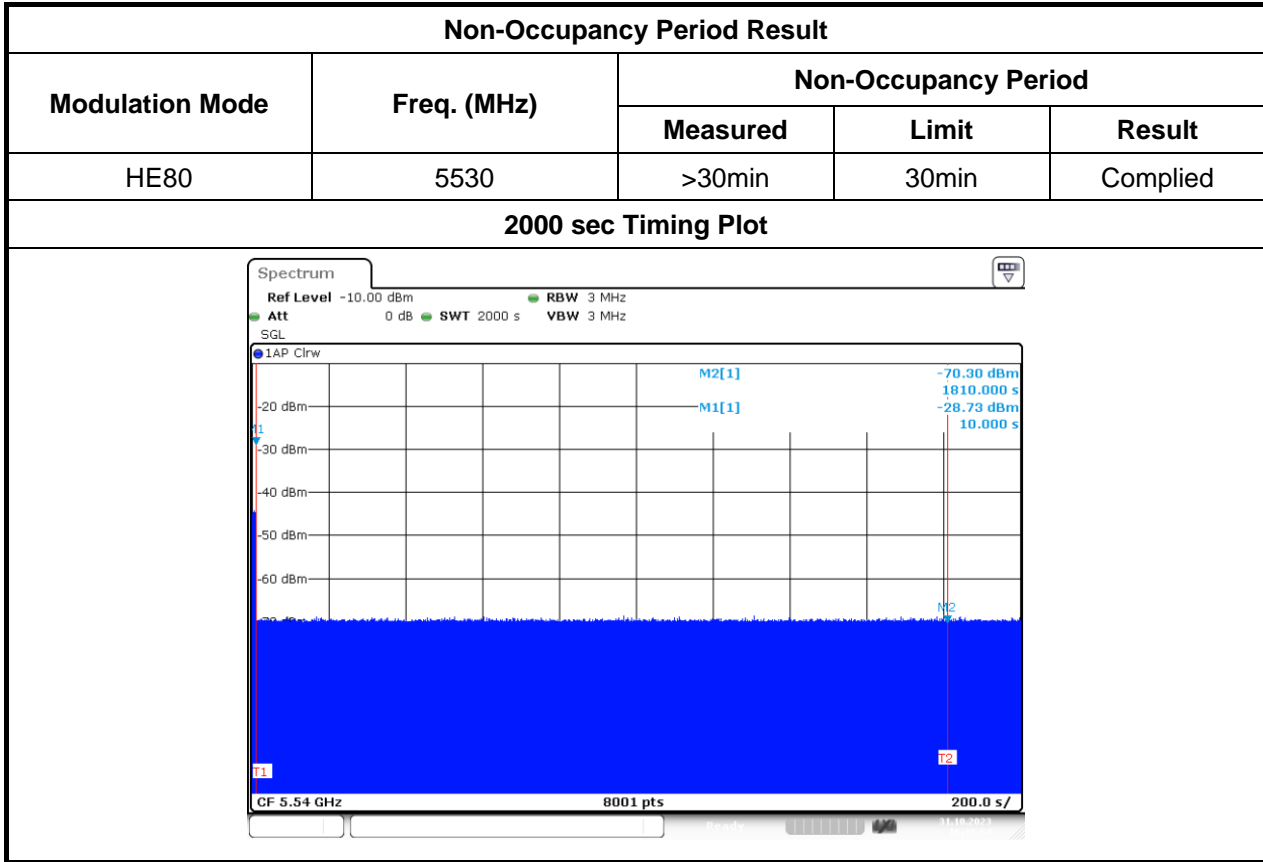 Non-Occupancy Period Result
Modulation Mode Freq. (MHz) Non-Occupancy Period
Measured Limit Result
HE80 5530 >30min 30min Complied
2000 sec Timing Plot
Spectrum
Ref Level -10.00 dBm RBW 3 MHz
Att 0 dB SWT 2000 s VBW 3 MHz
SGL
1AP Clrw
M2[1] -70.30 dBm
1810.000 s
-20 dBm M1[1] -28.73 dBm
10.000 s
-30 dBm
-40 dBm
-50 dBm
-60 dBm
M2
T2
T1
CF 5.54 GHz 8001 pts 200.0 s/
Ready 31.10.2023